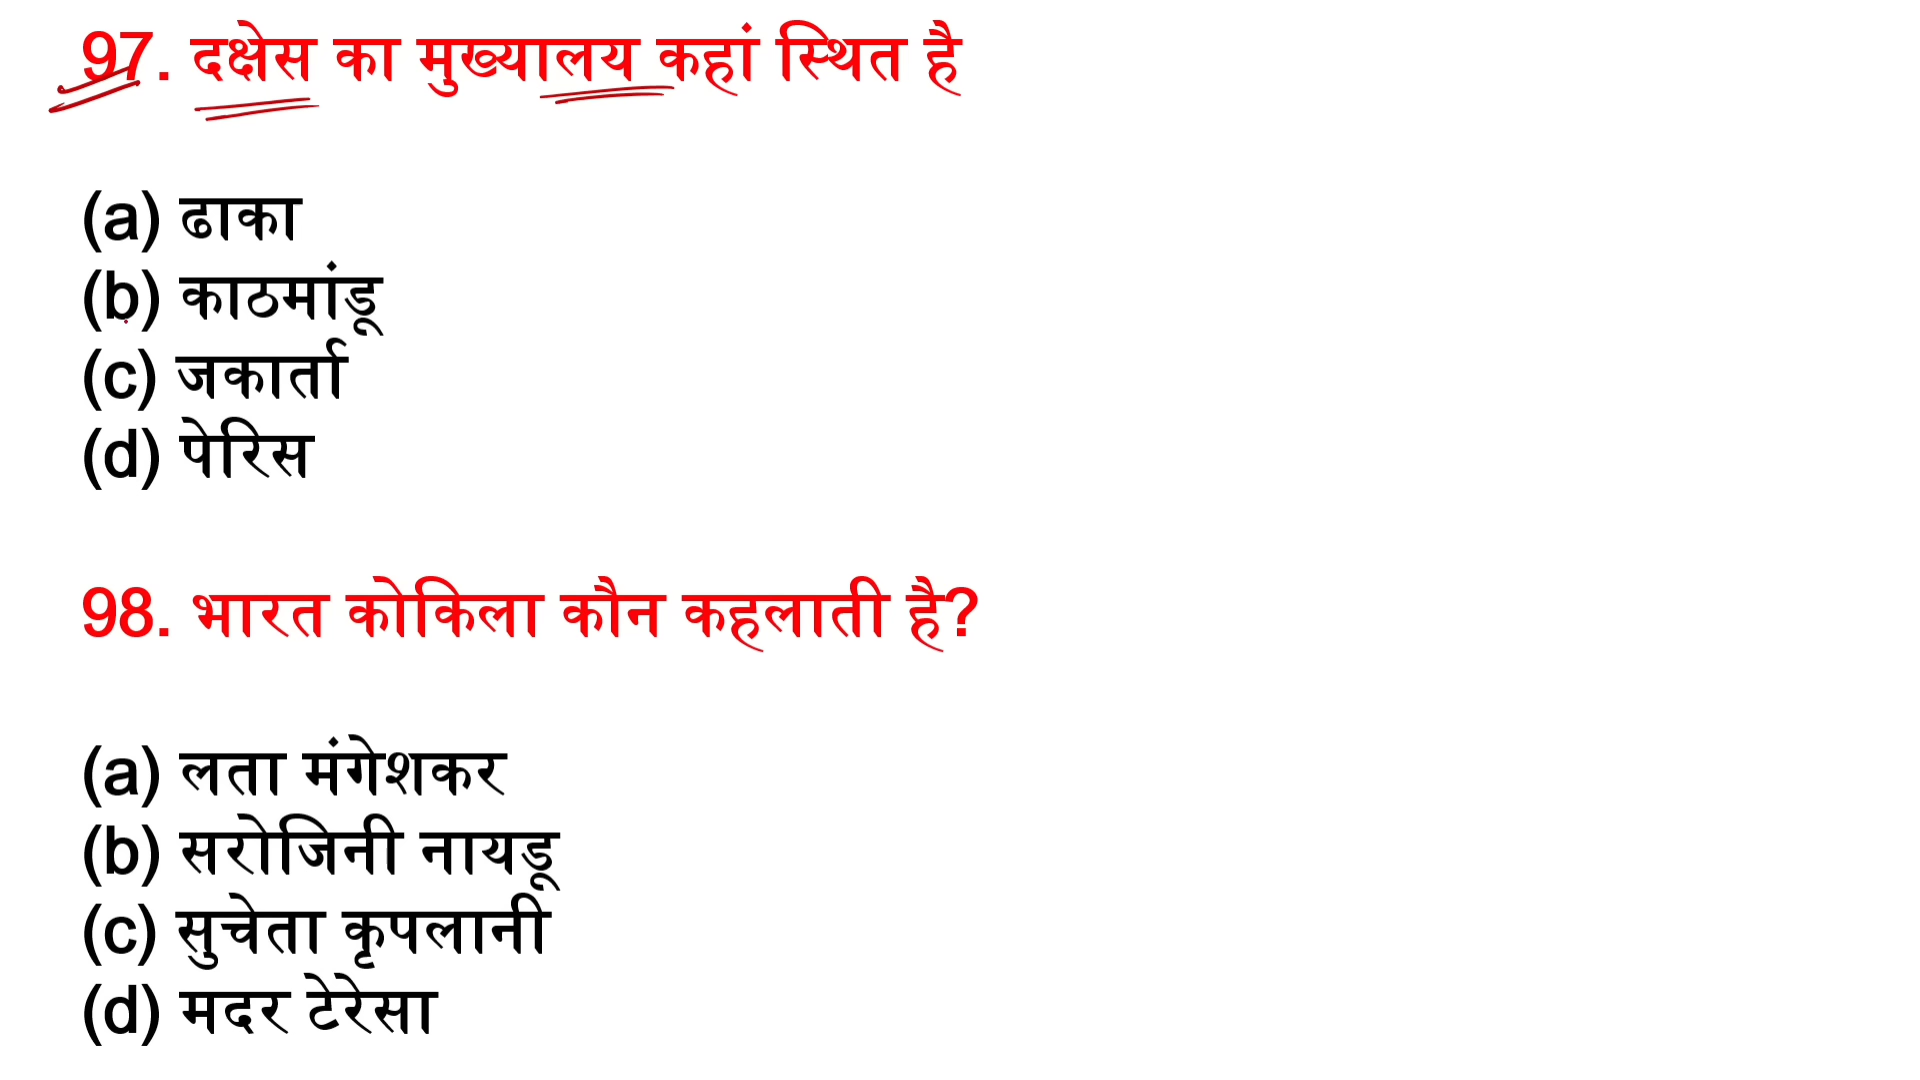 97. दक्षेस का मुख्यालय कहां स्थित है
(a) ढाका
(b) काठमांडू
(c) जकार्ता
(d) पेरिस
98. भारत कोकिला कौन कहलाती है?
(a) लता मंगेशकर
(b) सरोजिनी नायडू
(c) सुचेता कृपलानी
(d) मदर टेरेसा